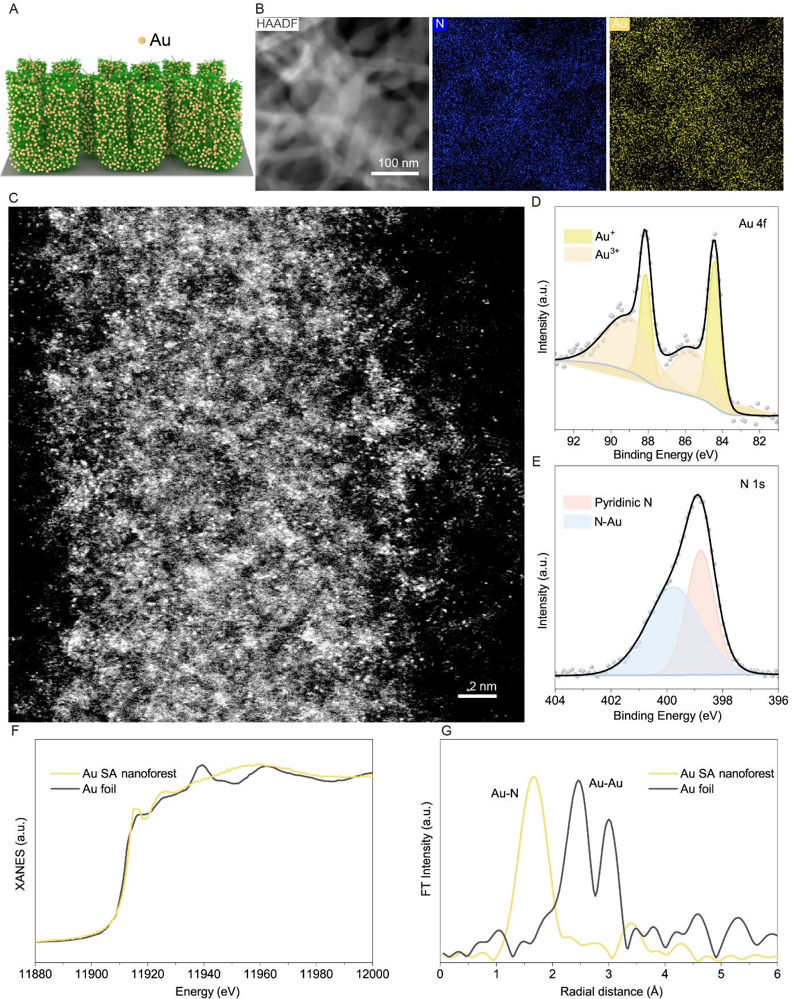 A
Au
B
HAADF
100 nm
N
Au
C
2 nm
D
Au 4f
Au+
Au3+
Intensity (a.u.)
92 90 88 86 84 82
Binding Energy (eV)
E
N 1s
Pyridinic N
N-Au
Intensity (a.u.)
404 402 400 398 396
Binding Energy (eV)
F
Au SA nanoforest
Au foil
XANES (a.u.)
11880 11900 11920 11940 11960 11980 12000
Energy (eV)
G
Au-N
Au-Au
Au SA nanoforest
Au foil
FT Intensity (a.u.)
0 1 2 3 4 5 6
Radial distance (Å)